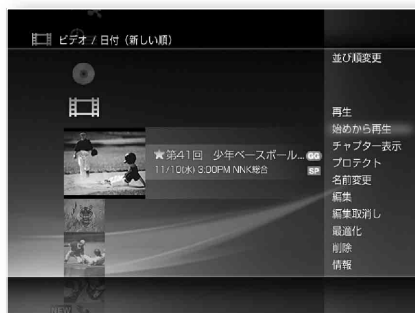 ビデオ / 日付（新しい順）
並び順変更
再生
始めから再生
チャプター表示
プロテクト
名前変更
編集
編集取消し
最適化
削除
情報
★第41回 少年ベースボール... GG
11/10(水) 3:00PM NNK総合 SP
NEW